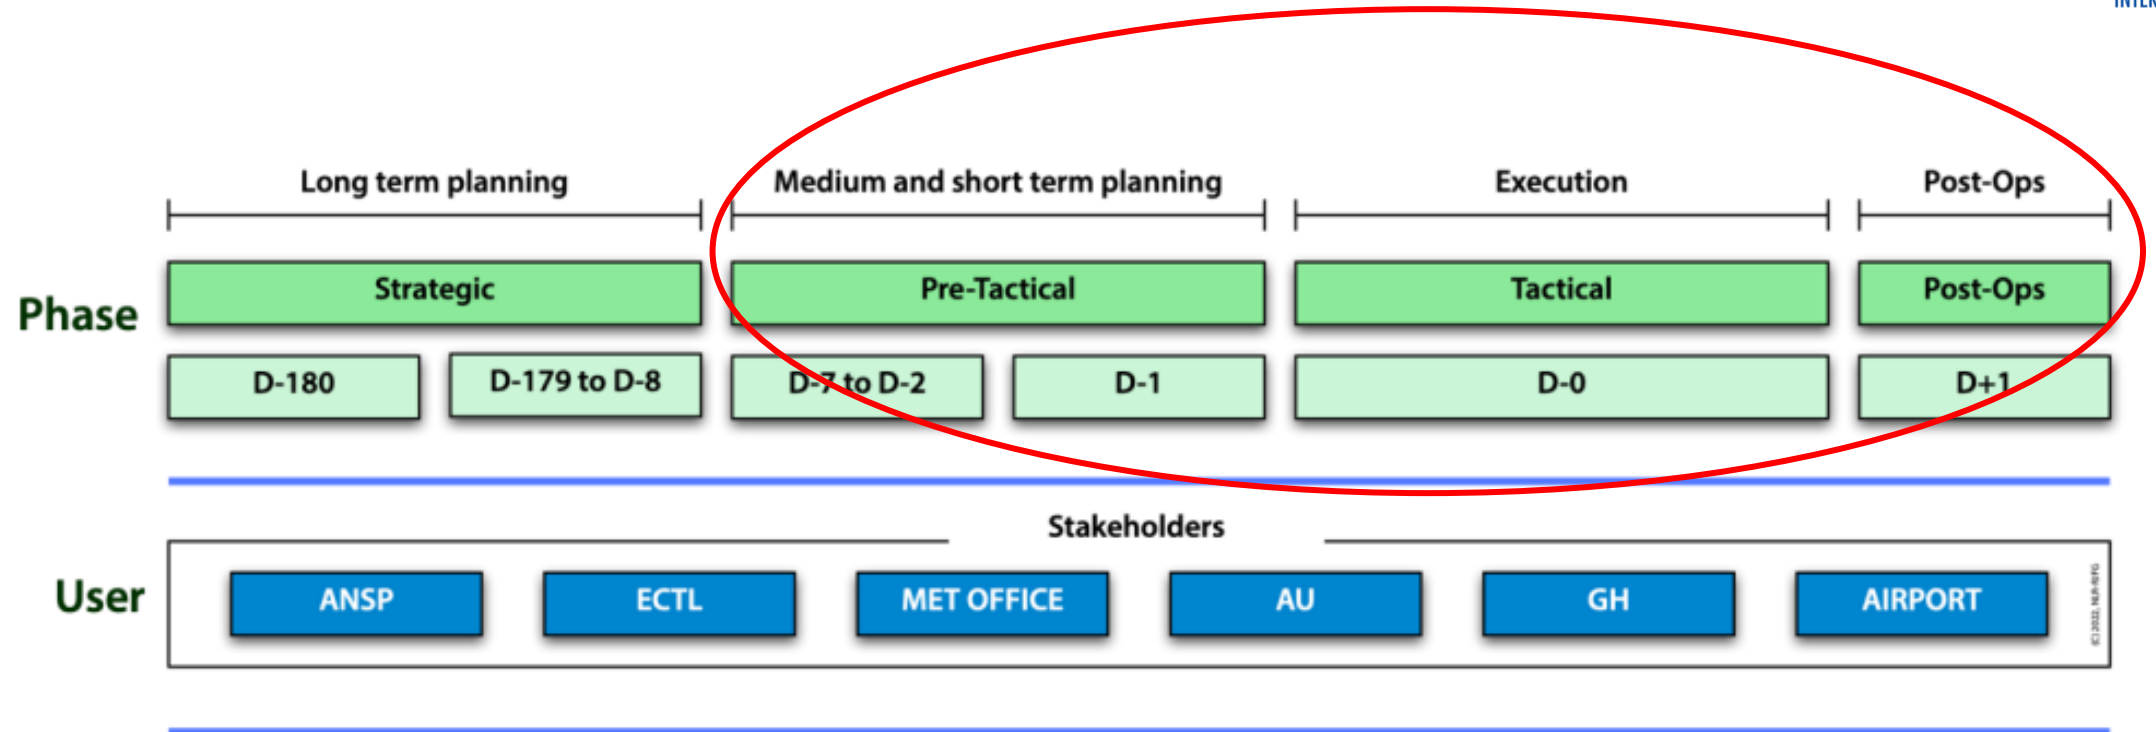 Long term planning
Medium and short term planning
Execution
Post-Ops
Phase
Strategic
Pre-Tactical
Tactical
Post-Ops
D-180
D-179 to D-8
D-7 to D-2
D-1
D-0
D+1
Stakeholders
User
ANSP
ECTL
MET OFFICE
AU
GH
AIRPORT